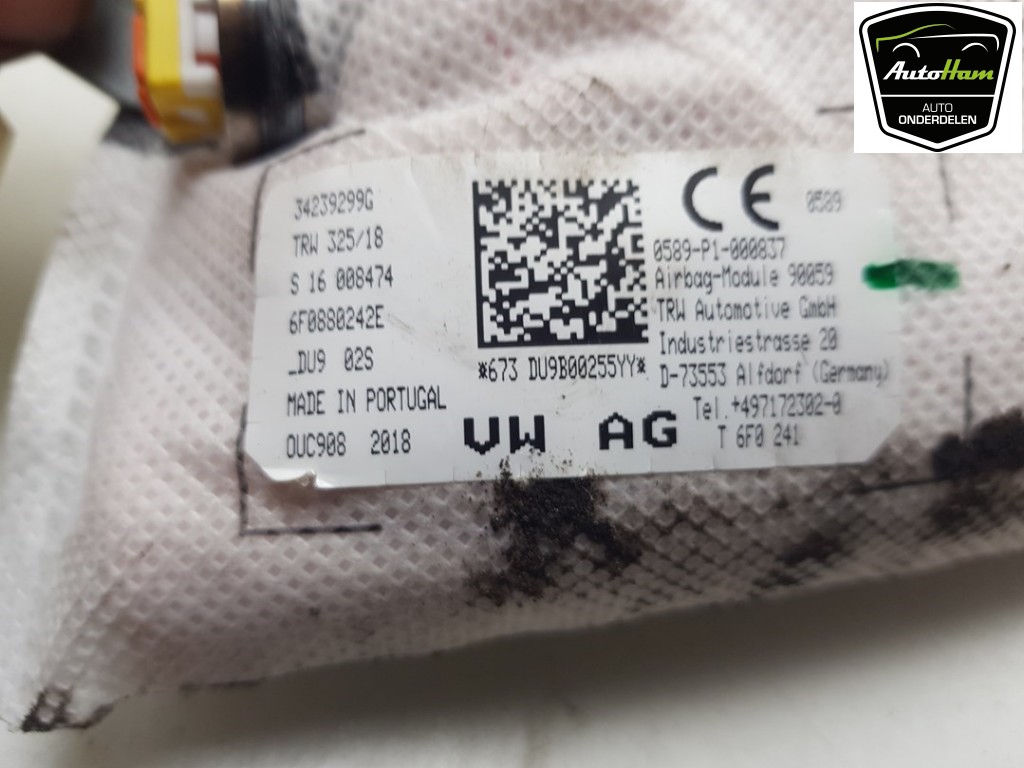 34239299G
TRW 325/18
S 16 008474
6F0880242E
_DU9 02S
MADE IN PORTUGAL
OUC908 2018
*673 DU9B00255YY*
VW AG
CE 0589
0589-P1-000837
Airbag-Module 90059
TRW Automotive GmbH
Industriestrasse 20
D-73553 Alfdorf (Germany)
Tel.+497172302-0
T 6F0 241
AutoHam
AUTO
ONDERDELEN